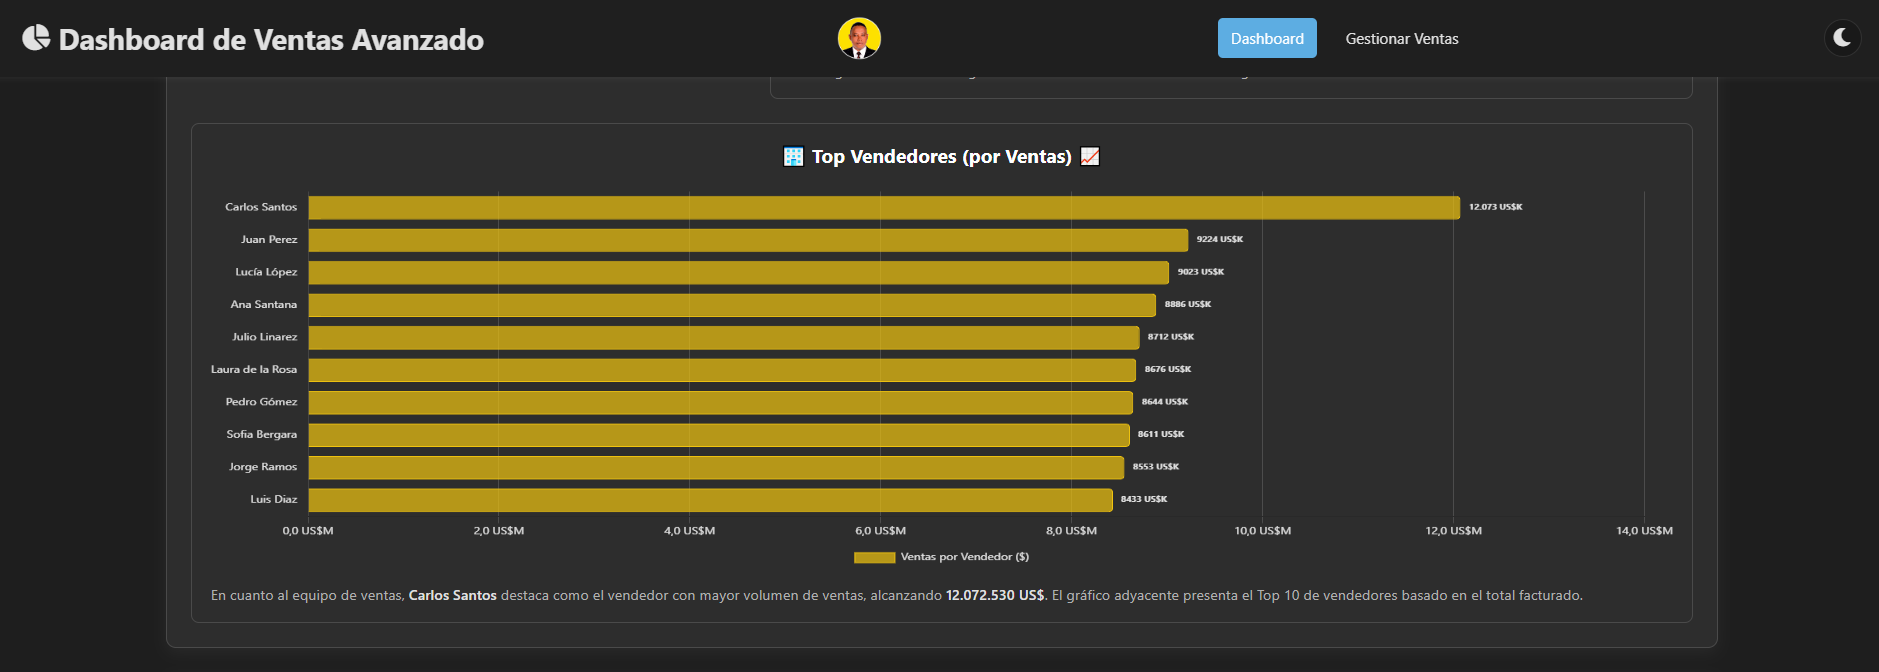 Dashboard de Ventas Avanzado
Dashboard
Gestionar Ventas
Top Vendedores (por Ventas)
Carlos Santos 12.073 US$K
Juan Perez 9224 US$K
Lucía López 9023 US$K
Ana Santana 8886 US$K
Julio Linarez 8712 US$K
Laura de la Rosa 8676 US$K
Pedro Gómez 8644 US$K
Sofia Bergara 8611 US$K
Jorge Ramos 8553 US$K
Luis Diaz 8433 US$K
0,0 US$M 2,0 US$M 4,0 US$M 6,0 US$M 8,0 US$M 10,0 US$M 12,0 US$M 14,0 US$M
Ventas por Vendedor ($)
En cuanto al equipo de ventas, Carlos Santos destaca como el vendedor con mayor volumen de ventas, alcanzando 12.072.530 US$. El gráfico adyacente presenta el Top 10 de vendedores basado en el total facturado.